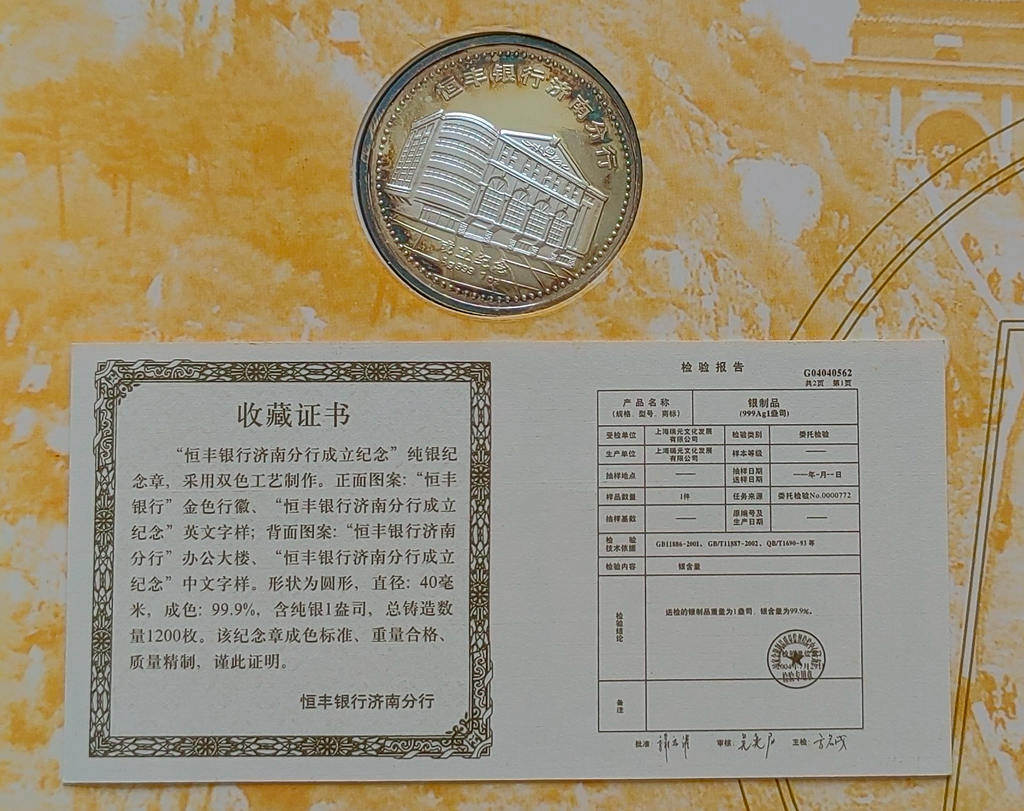 恒丰银行济南分行
成立纪念
收藏证书
“恒丰银行济南分行成立纪念”纯银纪
念章,采用双色工艺制作。正面图案:“恒丰
银行”金色行徽、“恒丰银行济南分行成立
纪念”英文字样;背面图案:“恒丰银行济南
分行”办公大楼、“恒丰银行济南分行成立
纪念”中文字样。形状为圆形,直径:40毫
米,成色:99.9%,含纯银1盎司,总铸造数
量1200枚。该纪念章成色标准、重量合格、
质量精制,谨此证明。
恒丰银行济南分行
检验报告
G04040562
共2页 第1页
产品名称
(规格、型号、商标)
银制品
(999Ag1盎司)
受检单位
上海瑞元文化发展
有限公司
检验类别
委托检验
生产单位
上海瑞元文化发展
有限公司
样本等级
——
抽样地点
——
抽样日期
送样日期
——年-月--日
样品数量
1件
任务来源
委托检验No.0000772
抽样基数
——
原编号及
生产日期
——
检验
技术依据
GB11886-2001、GB/T11887-2002、QB/T1690-93等
检验内容
银含量
检验结论
送检的银制品重量为1盎司,银含量为99.9%。
备注
批准:
审核:
主检: